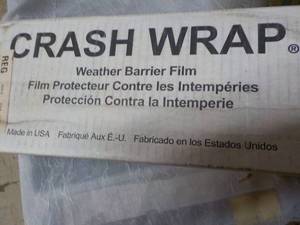 CRASH WRAP®
REG
Weather Barrier Film
Film Protecteur Contre les Intempéries
Protección Contra la Intemperie
Made in USA Fabriqué Aux É.-U. Fabricado en los Estados Unidos